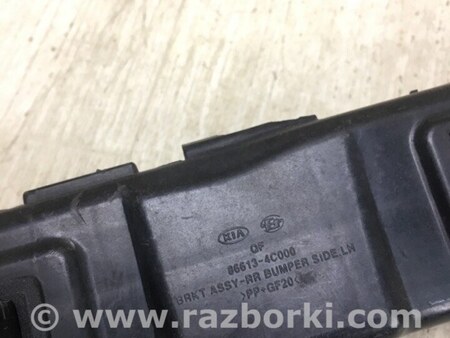 KIA
QF
86613-4C000
BRKT ASSY-RR BUMPER SIDE,LH
>PP+GF20<
© www.razborki.com